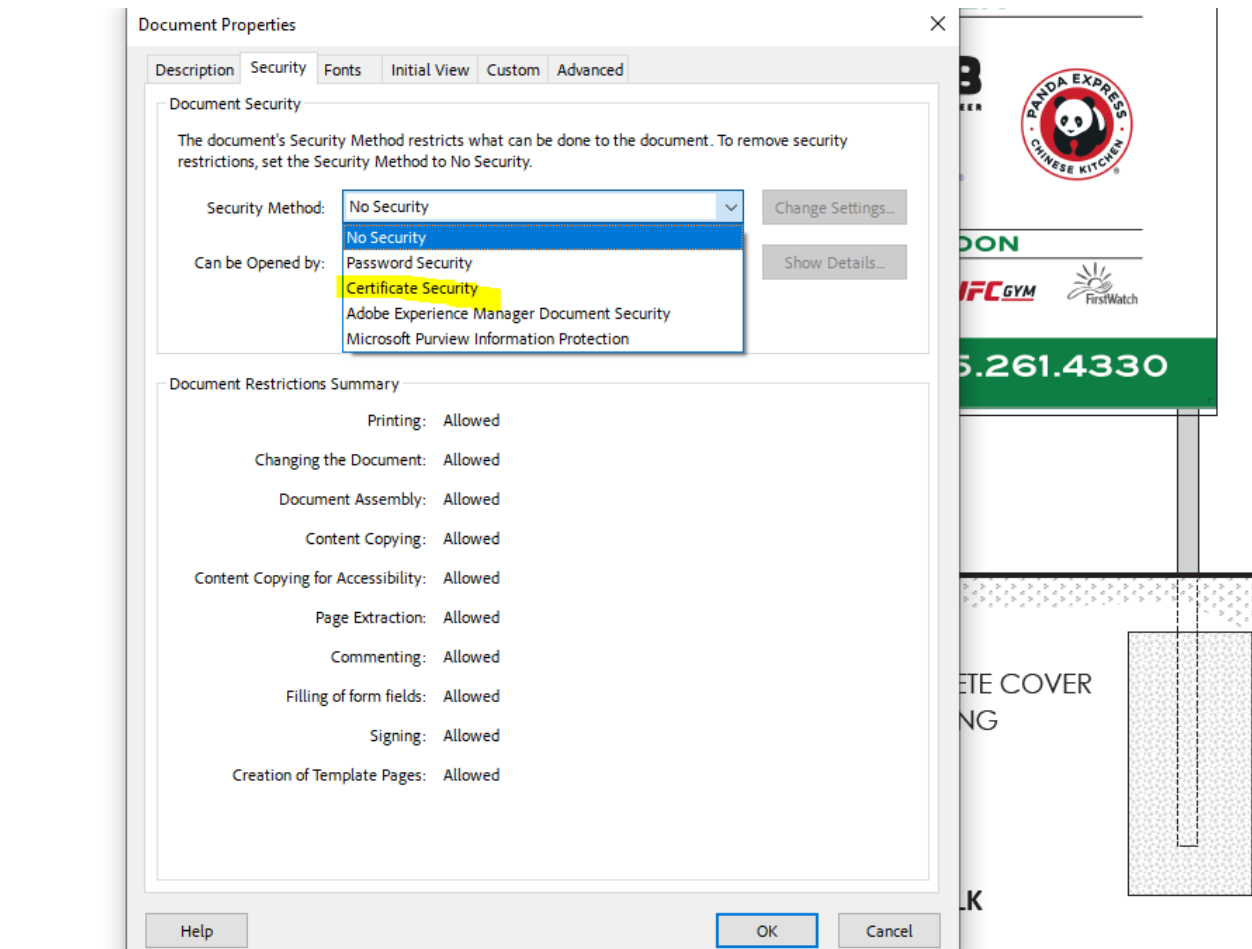 Document Properties
Description Security Fonts Initial View Custom Advanced
Document Security
The document's Security Method restricts what can be done to the document. To remove security
restrictions, set the Security Method to No Security.
Security Method: No Security Change Settings...
No Security
Can be Opened by: Password Security Show Details...
Certificate Security
Adobe Experience Manager Document Security
Microsoft Purview Information Protection
Document Restrictions Summary
Printing: Allowed
Changing the Document: Allowed
Document Assembly: Allowed
Content Copying: Allowed
Content Copying for Accessibility: Allowed
Page Extraction: Allowed
Commenting: Allowed
Filling of form fields: Allowed
Signing: Allowed
Creation of Template Pages: Allowed
Help OK Cancel
B
EER
PANDA EXPRESS
CHINESE KITCHEN
OON
UFC GYM FirstWatch
5.261.4330
ETE COVER
NG
LK